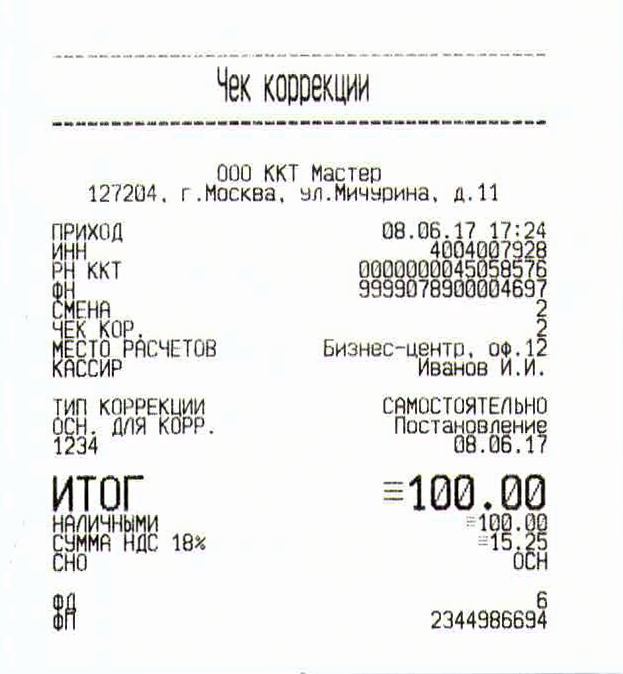 Чек коррекции
ООО ККТ Мастер
127204, г.Москва, ул.Мичурина, д.11
ПРИХОД 08.06.17 17:24
ИНН 4004007928
РН ККТ 0000000045058576
ФН 9999078900004697
СМЕНА 2
ЧЕК КОР. 2
МЕСТО РАСЧЕТОВ Бизнес-центр, оф.12
КАССИР Иванов И.И.
ТИП КОРРЕКЦИИ САМОСТОЯТЕЛЬНО
ОСН. ДЛЯ КОРР. Постановление
1234 08.06.17
ИТОГ ≡100.00
НАЛИЧНЫМИ ≡100.00
СУММА НДС 18% ≡15.25
СНО ОСН
ФД 6
ФП 2344986694